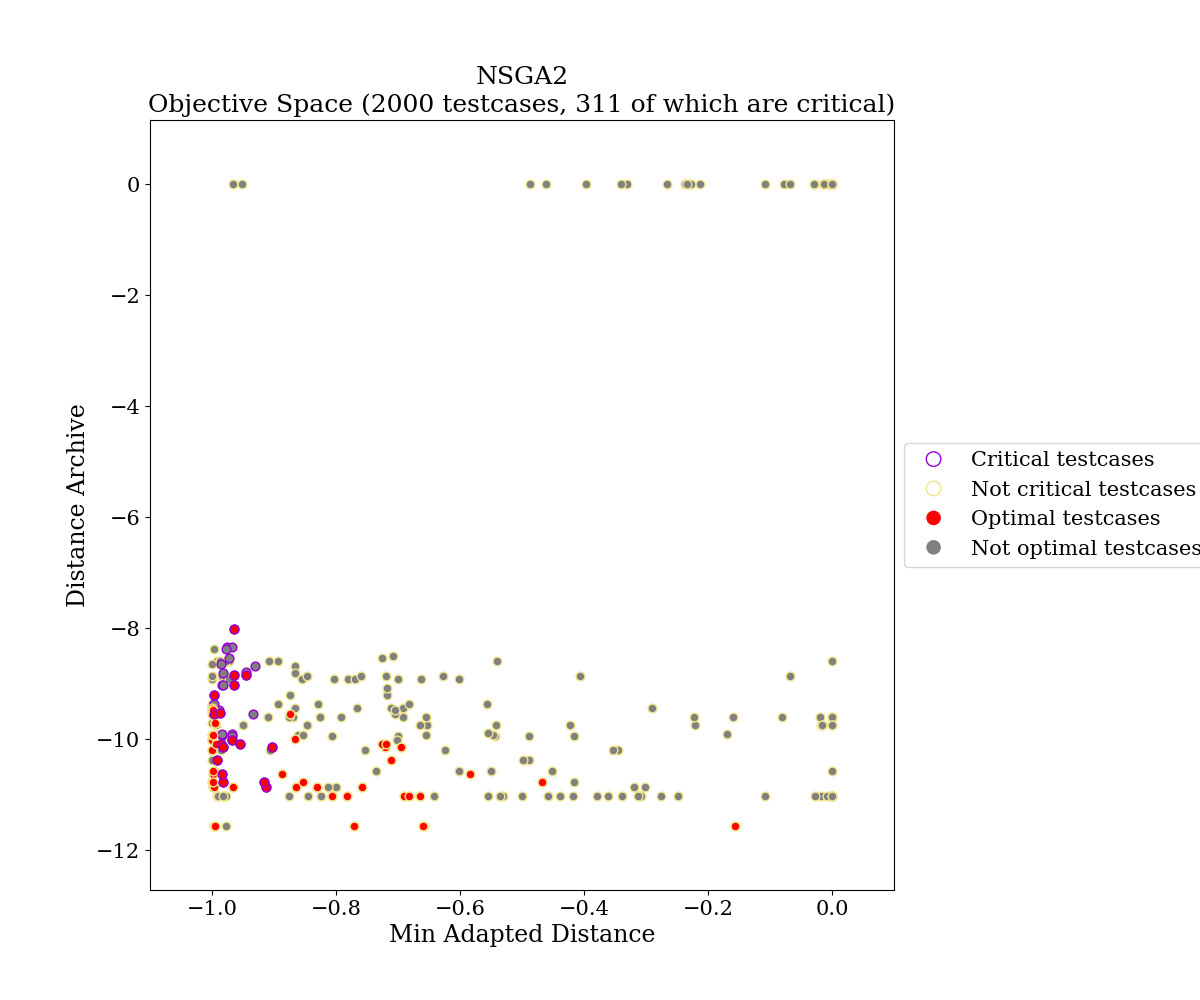 NSGA2
Objective Space (2000 testcases, 311 of which are critical)
0
−2
−4
−6
−8
−10
−12
Distance Archive
−1.0
−0.8
−0.6
−0.4
−0.2
0.0
Min Adapted Distance
Critical testcases
Not critical testcases
Optimal testcases
Not optimal testcases